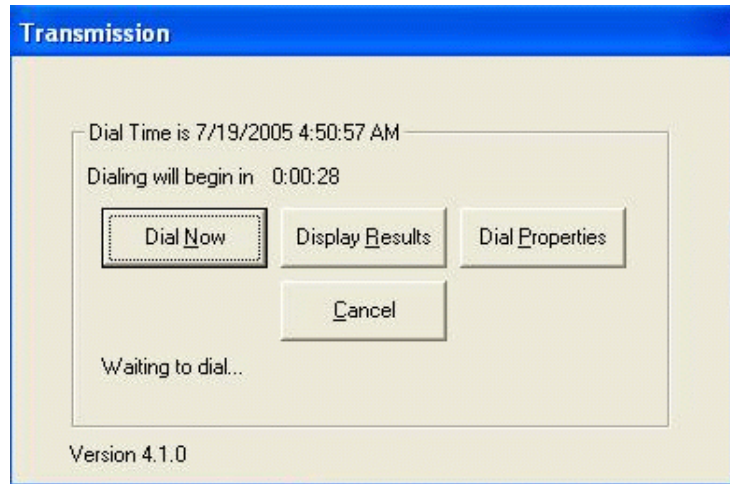 Transmission
Dial Time is 7/19/2005 4:50:57 AM
Dialing will begin in 0:00:28
Dial Now Display Results Dial Properties
Cancel
Waiting to dial...
Version 4.1.0